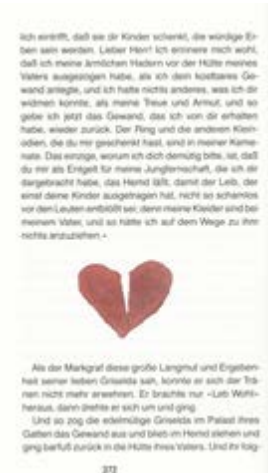 lich eintrifft, daß sie dir Kinder schenkt, die würdige Er-
ben sein werden. Lieber Herr! Ich erinnere mich wohl,
daß ich meine ärmlichen Hadern vor der Hütte meines
Vaters ausgezogen habe, als ich dein kostbares Ge-
wand anlegte, und ich hatte nichts anderes, was ich dir
widmen konnte, als meine Treue und Armut, und so
gebe ich jetzt das Gewand, das ich von dir erhalten
habe, wieder zurück. Der Ring und die anderen Klein-
odien, die du mir geschenkt hast, sind in meiner Keme-
nate. Das einzige, worum ich dich demütig bitte, ist, daß
du mir als Entgelt für meine Jungfernschaft, die ich dir
dargebracht habe, das Hemd läßt, damit der Leib, der
einst deine Kinder ausgetragen hat, nicht so schamlos
vor den Leuten entblößt sei; denn meine Kleider sind bei
meinem Vater, und so hätte ich auf dem Wege zu ihm
nichts anzuziehen.«
Als der Markgraf diese große Langmut und Ergeben-
heit seiner lieben Griselda sah, konnte er sich der Trä-
nen nicht mehr erwehren. Er brachte nur »Leb Wohl«
heraus, dann drehte er sich um und ging.
Und so zog die edelmütige Griselda im Palast ihres
Gatten das Gewand aus und blieb im Hemd stehen und
ging barfuß zurück in die Hütte ihres Vaters. Und ihr folg-
372